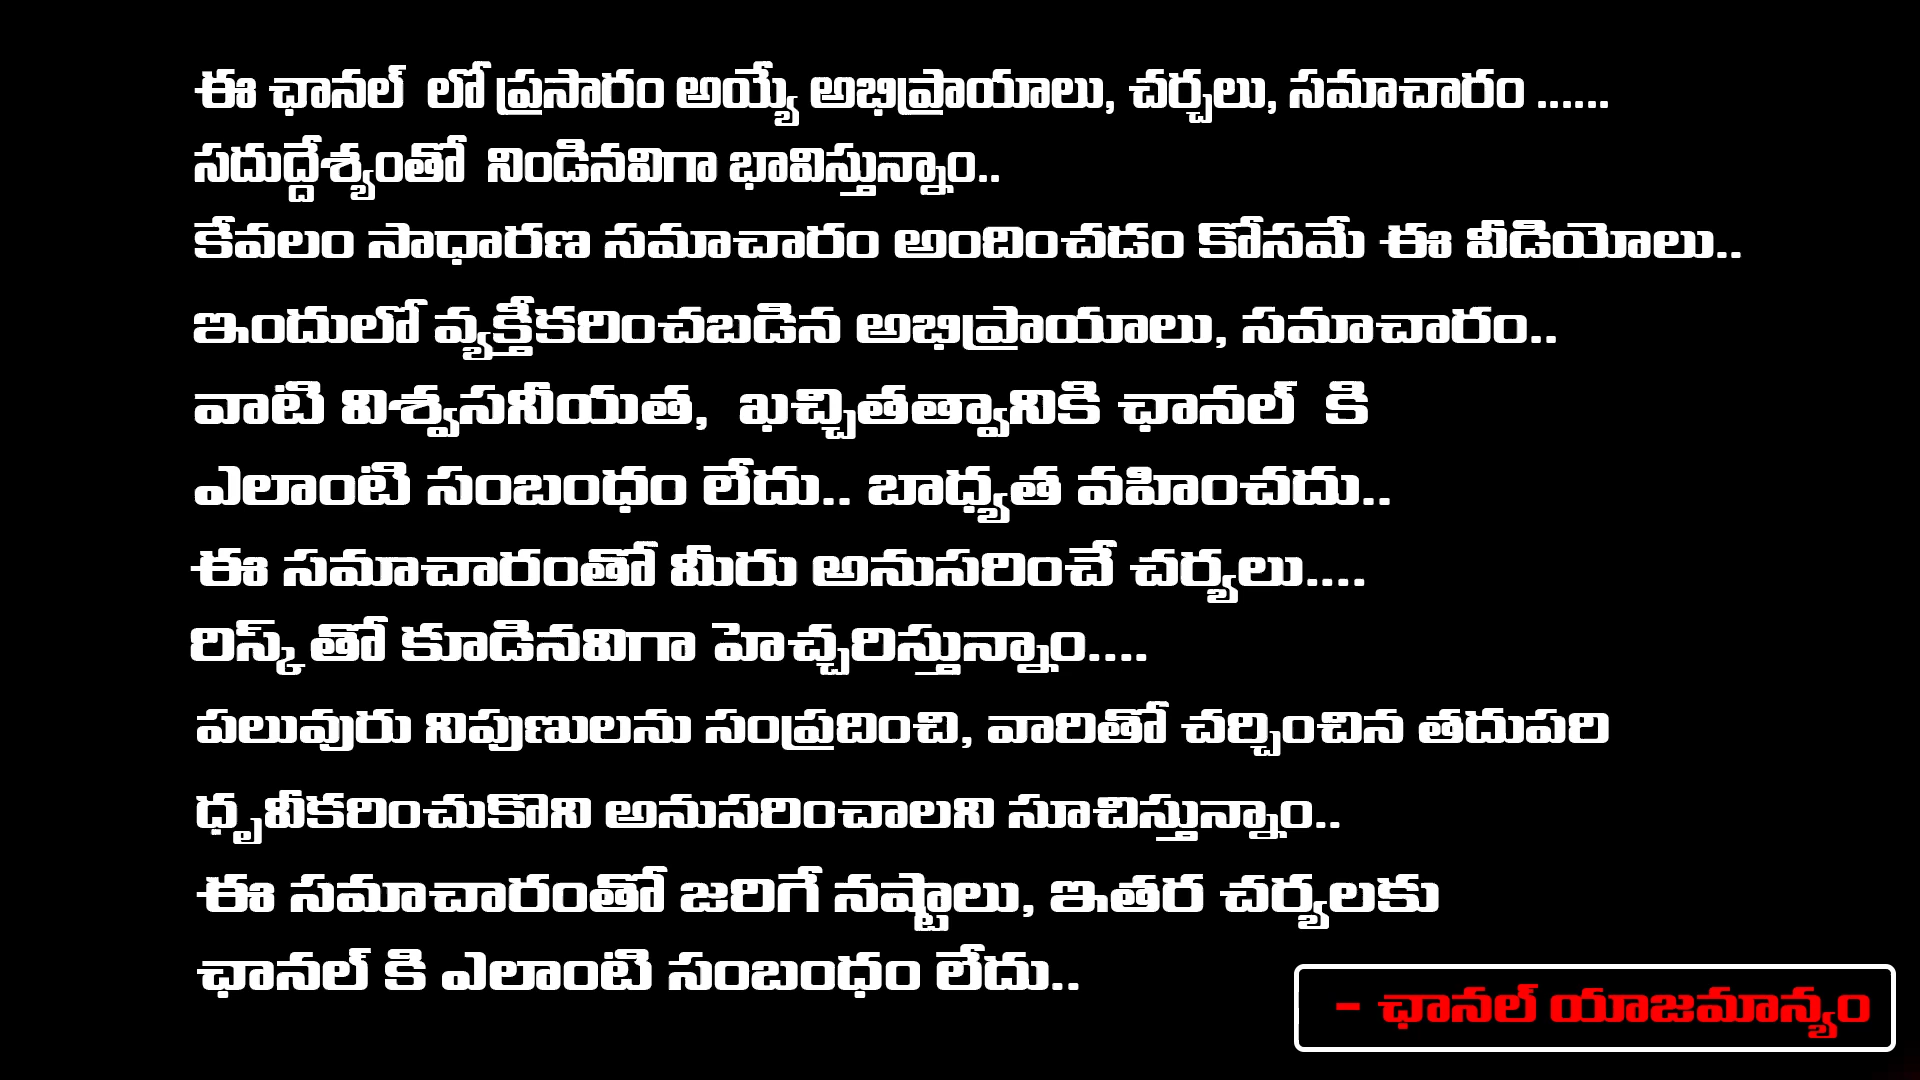 ఈ ఛానల్ లో ప్రసారం అయ్యే అభిప్రాయాలు, చర్చలు, సమాచారం ......
సదుద్దేశ్యంతో నిండినవిగా భావిస్తున్నాం..
కేవలం సాధారణ సమాచారం అందించడం కోసమే ఈ వీడియోలు..
ఇందులో వ్యక్తీకరించబడిన అభిప్రాయాలు, సమాచారం..
వాటి విశ్వసనీయత, ఖచ్చితత్వానికి ఛానల్ కి
ఎలాంటి సంబంధం లేదు.. బాధ్యత వహించదు..
ఈ సమాచారంతో మీరు అనుసరించే చర్యలు....
రిస్క్ తో కూడినవిగా హెచ్చరిస్తున్నాం....
పలువురు నిపుణులను సంప్రదించి, వారితో చర్చించిన తదుపరి
ధృవీకరించుకొని అనుసరించాలని సూచిస్తున్నాం..
ఈ సమాచారంతో జరిగే నష్టాలు, ఇతర చర్యలకు
ఛానల్ కి ఎలాంటి సంబంధం లేదు..
- ఛానల్ యాజమాన్యం